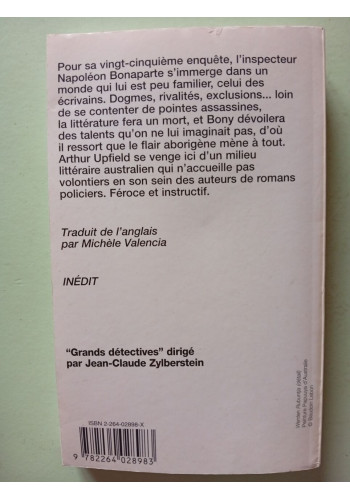 Pour sa vingt-cinquième enquête, l'inspecteur
Napoléon Bonaparte s'immerge dans un
monde qui lui est peu familier, celui des
écrivains. Dogmes, rivalités, exclusions... loin
de se contenter de pointes assassines,
la littérature fera un mort, et Bony dévoilera
des talents qu'on ne lui imaginait pas, d'où
il ressort que le flair aborigène mène à tout.
Arthur Upfield se venge ici d'un milieu
littéraire australien qui n'accueille pas
volontiers en son sein des auteurs de romans
policiers. Féroce et instructif.
Traduit de l'anglais
par Michèle Valencia
INÉDIT
"Grands détectives" dirigé
par Jean-Claude Zylberstein
ISBN 2-264-02898-X
9 782264 028983